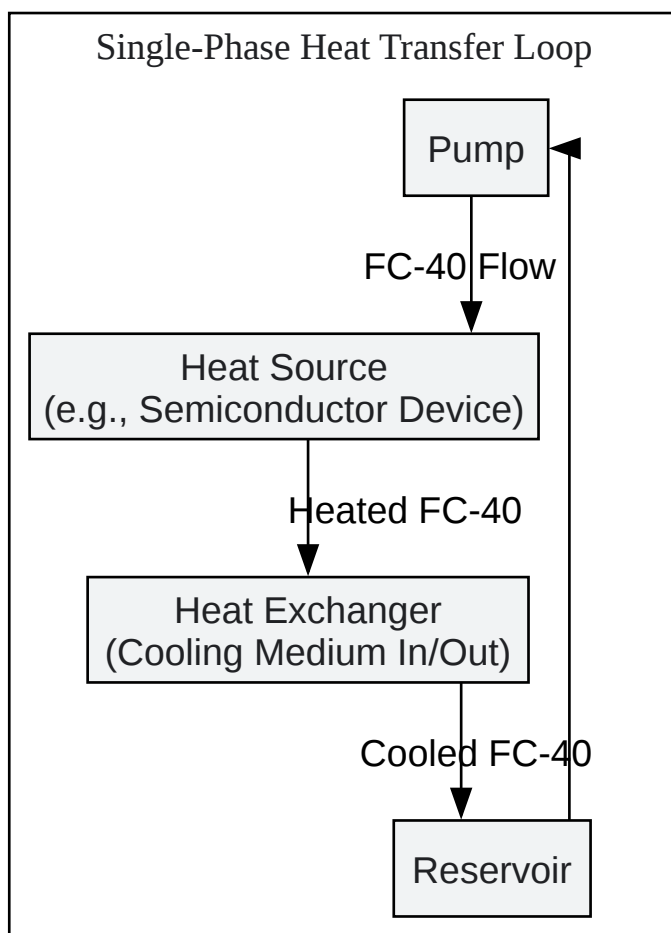 Single-Phase Heat Transfer Loop
Pump
FC-40 Flow
Heat Source
(e.g., Semiconductor Device)
Heated FC-40
Heat Exchanger
(Cooling Medium In/Out)
Cooled FC-40
Reservoir